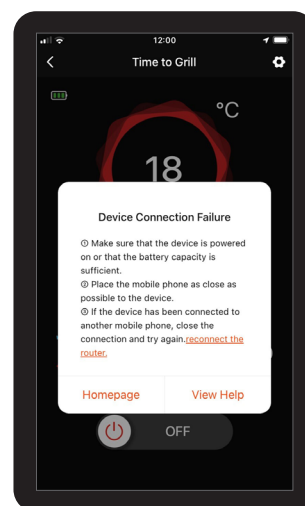 12:00
Time to Grill
°C
18
Device Connection Failure
① Make sure that the device is powered
on or that the battery capacity is
sufficient.
② Place the mobile phone as close as
possible to the device.
③ If the device has been connected to
another mobile phone, close the
connection and try again.reconnect the
router.
Homepage
View Help
OFF